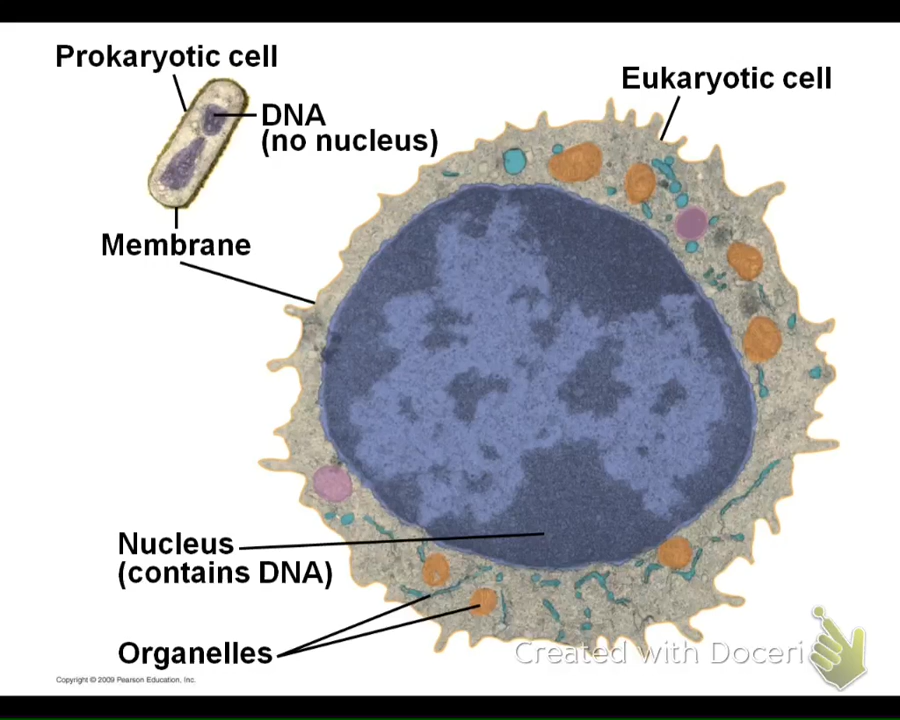 Prokaryotic cell
Eukaryotic cell
DNA
(no nucleus)
Membrane
Nucleus
(contains DNA)
Organelles
Created with Doceri
Copyright © 2009 Pearson Education, Inc.